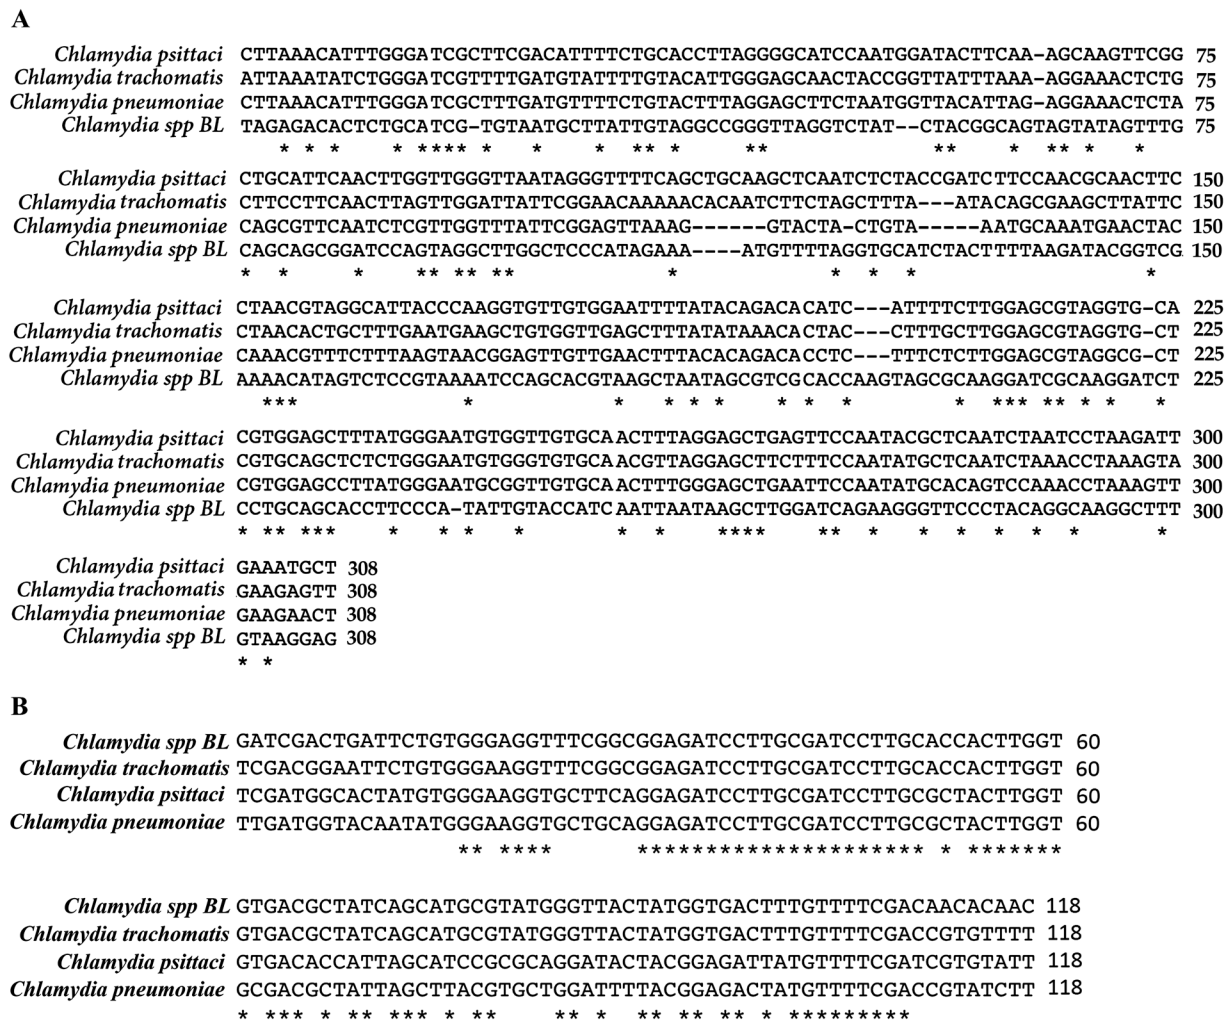 A
Chlamydia psittaci CTTAAACATTTGGGATCGCTTCGACATTTTCTGCACCTTAGGGGCATCCAATGGATACTTCAA-AGCAAGTTCGG 75
Chlamydia trachomatis ATTAAATATCTGGGATCGTTTTGATGTATTTTGTACATTGGGAGCAACTACCGGTTATTTAAA-AGGAAACTCTG 75
Chlamydia pneumoniae CTTAAACATTTGGGATCGCTTTGATGTTTTCTGTACTTTAGGAGCTTCTAATGGTTACATTAG-AGGAAACTCTA 75
Chlamydia spp BL TAGAGACACTCTGCATCG-TGTAATGCTTATTGTAGGCCGGGTTAGGTCTAT--CTACGGCAGTAGTATAGTTTG 75
* * * * **** * * * ** * ** ** * ** * *
Chlamydia psittaci CTGCATTCAACTTGGTTGGGTTAATAGGGTTTTCAGCTGCAAGCTCAATCTCTACCGATCTTCCAACGCAACTTC 150
Chlamydia trachomatis CTTCCTTCAACTTAGTTGGATTATTCGGAACAAAAACACAATCTTCTAGCTTTA---ATACAGCGAAGCTTATTC 150
Chlamydia pneumoniae CAGCGTTCAATCTCGTTGGTTTATTCGGAGTTAAAG------GTACTA-CTGTA-----AATGCAAATGAACTAC 150
Chlamydia spp BL CAGCAGCGGATCCAGTAGGCTTGGCTCCCATAGAAA----ATGTTTTAGGTGCATCTACTTTTAAGATACGGTCG 150
* * * ** ** ** * * * * *
Chlamydia psittaci CTAACGTAGGCATTACCCAAGGTGTTGTGGAATTTTATACAGACACATC---ATTTTCTTGGAGCGTAGGTG-CA 225
Chlamydia trachomatis CTAACACTGCTTTGAATGAAGCTGTGGTTGAGCTTTATATAAACACTAC---CTTTGCTTGGAGCGTAGGTG-CT 225
Chlamydia pneumoniae CAAACGTTTCTTTAAGTAACGGAGTTGTTGAACTTTACACAGACACCTC---TTTCTCTTGGAGCGTAGGCG-CT 225
Chlamydia spp BL AAAACATAGTCTCCGTAAAATCCAGCACGTAAGCTAATAGCGTCGCACCAAGTAGCGCAAGGATCGCAAGGATCT 225
*** * * * * * * * * * *** ** * * *
Chlamydia psittaci CGTGGAGCTTTATGGGAATGTGGTTGTGCAACTTTAGGAGCTGAGTTCCAATACGCTCAATCTAATCCTAAGATT 300
Chlamydia trachomatis CGTGCAGCTCTCTGGGAATGTGGGTGTGCAACGTTAGGAGCTTCTTTCCAATATGCTCAATCTAAACCTAAAGTA 300
Chlamydia pneumoniae CGTGGAGCCTTATGGGAATGCGGTTGTGCAACTTTGGGAGCTGAATTCCAATATGCACAGTCCAAACCTAAAGTT 300
Chlamydia spp BL CCTGCAGCACCTTCCCA-TATTGTACCATCAATTAATAAGCTTGGATCAGAAGGGTTCCCTACAGGCAAGGCTTT 300
* ** *** * * * * * * **** ** * * * * * * *
Chlamydia psittaci GAAATGCT 308
Chlamydia trachomatis GAAGAGTT 308
Chlamydia pneumoniae GAAGAACT 308
Chlamydia spp BL GTAAGGAG 308
* *
B
Chlamydia spp BL GATCGACTGATTCTGTGGGAGGTTTCGGCGGAGATCCTTGCGATCCTTGCACCACTTGGT 60
Chlamydia trachomatis TCGACGGAATTCTGTGGGAAGGTTTCGGCGGAGATCCTTGCGATCCTTGCACCACTTGGT 60
Chlamydia psittaci TCGATGGCACTATGTGGGAAGGTGCTTCAGGAGATCCTTGCGATCCTTGCGCTACTTGGT 60
Chlamydia pneumoniae TTGATGGTACAATATGGGAAGGTGCTGCAGGAGATCCTTGCGATCCTTGCGCTACTTGGT 60
** **** ********************* * *******
Chlamydia spp BL GTGACGCTATCAGCATGCGTATGGGTTACTATGGTGACTTTGTTTTCGACAACACAAC 118
Chlamydia trachomatis GTGACGCTATCAGCATGCGTATGGGTTACTATGGTGACTTTGTTTTCGACCGTGTTTT 118
Chlamydia psittaci GTGACACCATTAGCATCCGCGCAGGATACTACGGAGATTATGTTTTCGATCGTGTATT 118
Chlamydia pneumoniae GCGACGCTATTAGCTTACGTGCTGGATTTTACGGAGACTATGTTTTCGACCGTATCTT 118
* *** * ** *** * ** ** * ** ** ** * *********